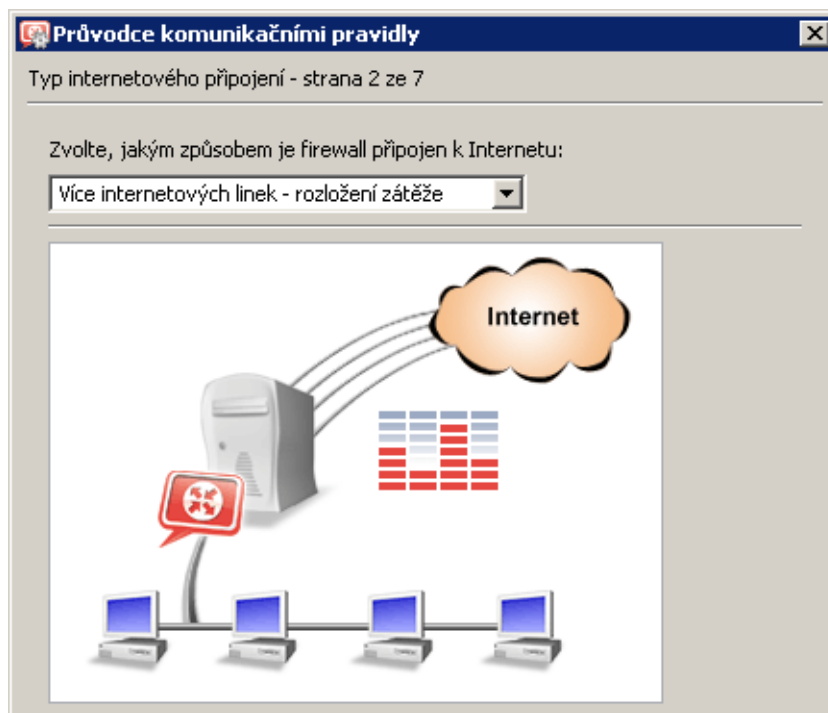 Průvodce komunikačními pravidly
Typ internetového připojení - strana 2 ze 7
Zvolte, jakým způsobem je firewall připojen k Internetu:
Více internetových linek - rozložení zátěže
Internet